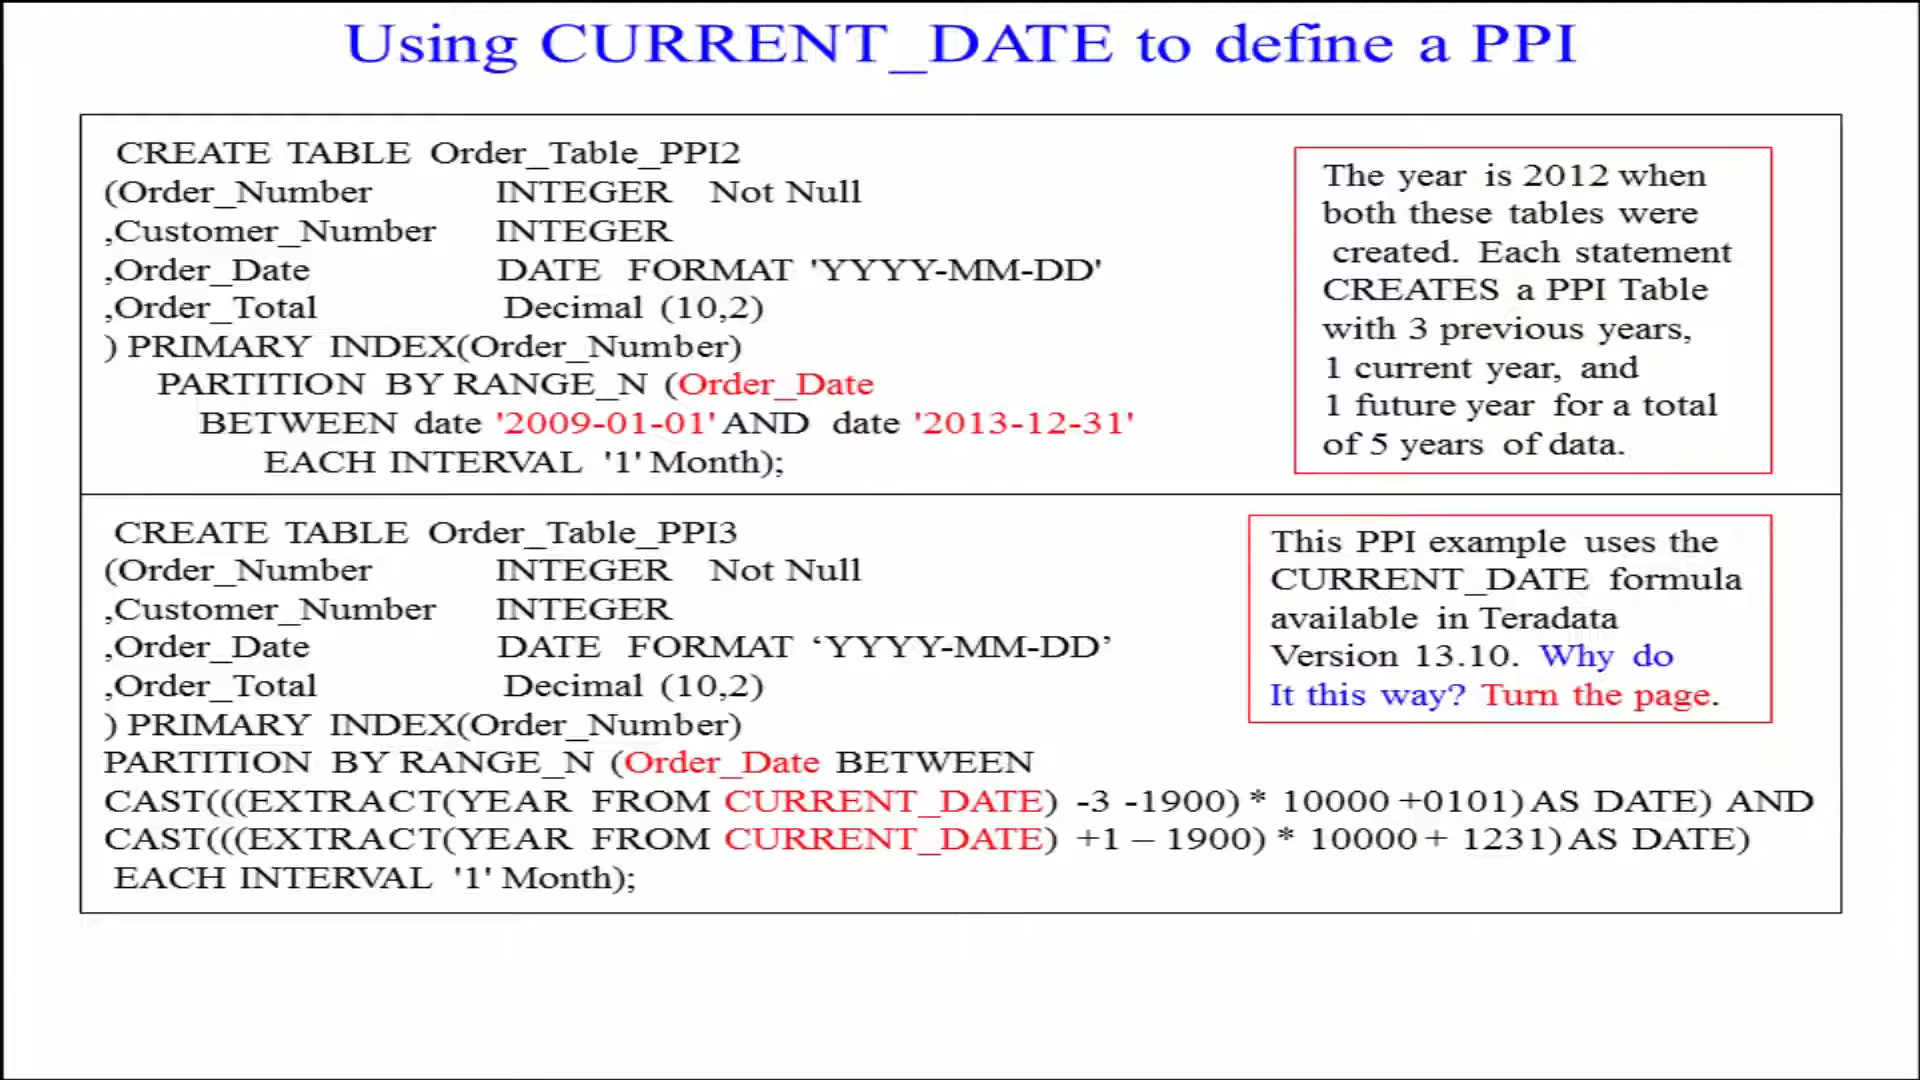 Using CURRENT_DATE to define a PPI
CREATE TABLE Order_Table_PPI2
(Order_Number INTEGER Not Null
,Customer_Number INTEGER
,Order_Date DATE FORMAT 'YYYY-MM-DD'
,Order_Total Decimal (10,2)
) PRIMARY INDEX(Order_Number)
PARTITION BY RANGE_N (Order_Date
BETWEEN date '2009-01-01' AND date '2013-12-31'
EACH INTERVAL '1' Month);
The year is 2012 when
both these tables were
created. Each statement
CREATES a PPI Table
with 3 previous years,
1 current year, and
1 future year for a total
of 5 years of data.
CREATE TABLE Order_Table_PPI3
(Order_Number INTEGER Not Null
,Customer_Number INTEGER
,Order_Date DATE FORMAT ‘YYYY-MM-DD’
,Order_Total Decimal (10,2)
) PRIMARY INDEX(Order_Number)
PARTITION BY RANGE_N (Order_Date BETWEEN
CAST(((EXTRACT(YEAR FROM CURRENT_DATE) -3 -1900) * 10000 +0101) AS DATE) AND
CAST(((EXTRACT(YEAR FROM CURRENT_DATE) +1 – 1900) * 10000 + 1231) AS DATE)
EACH INTERVAL '1' Month);
This PPI example uses the
CURRENT_DATE formula
available in Teradata
Version 13.10. Why do
It this way? Turn the page.